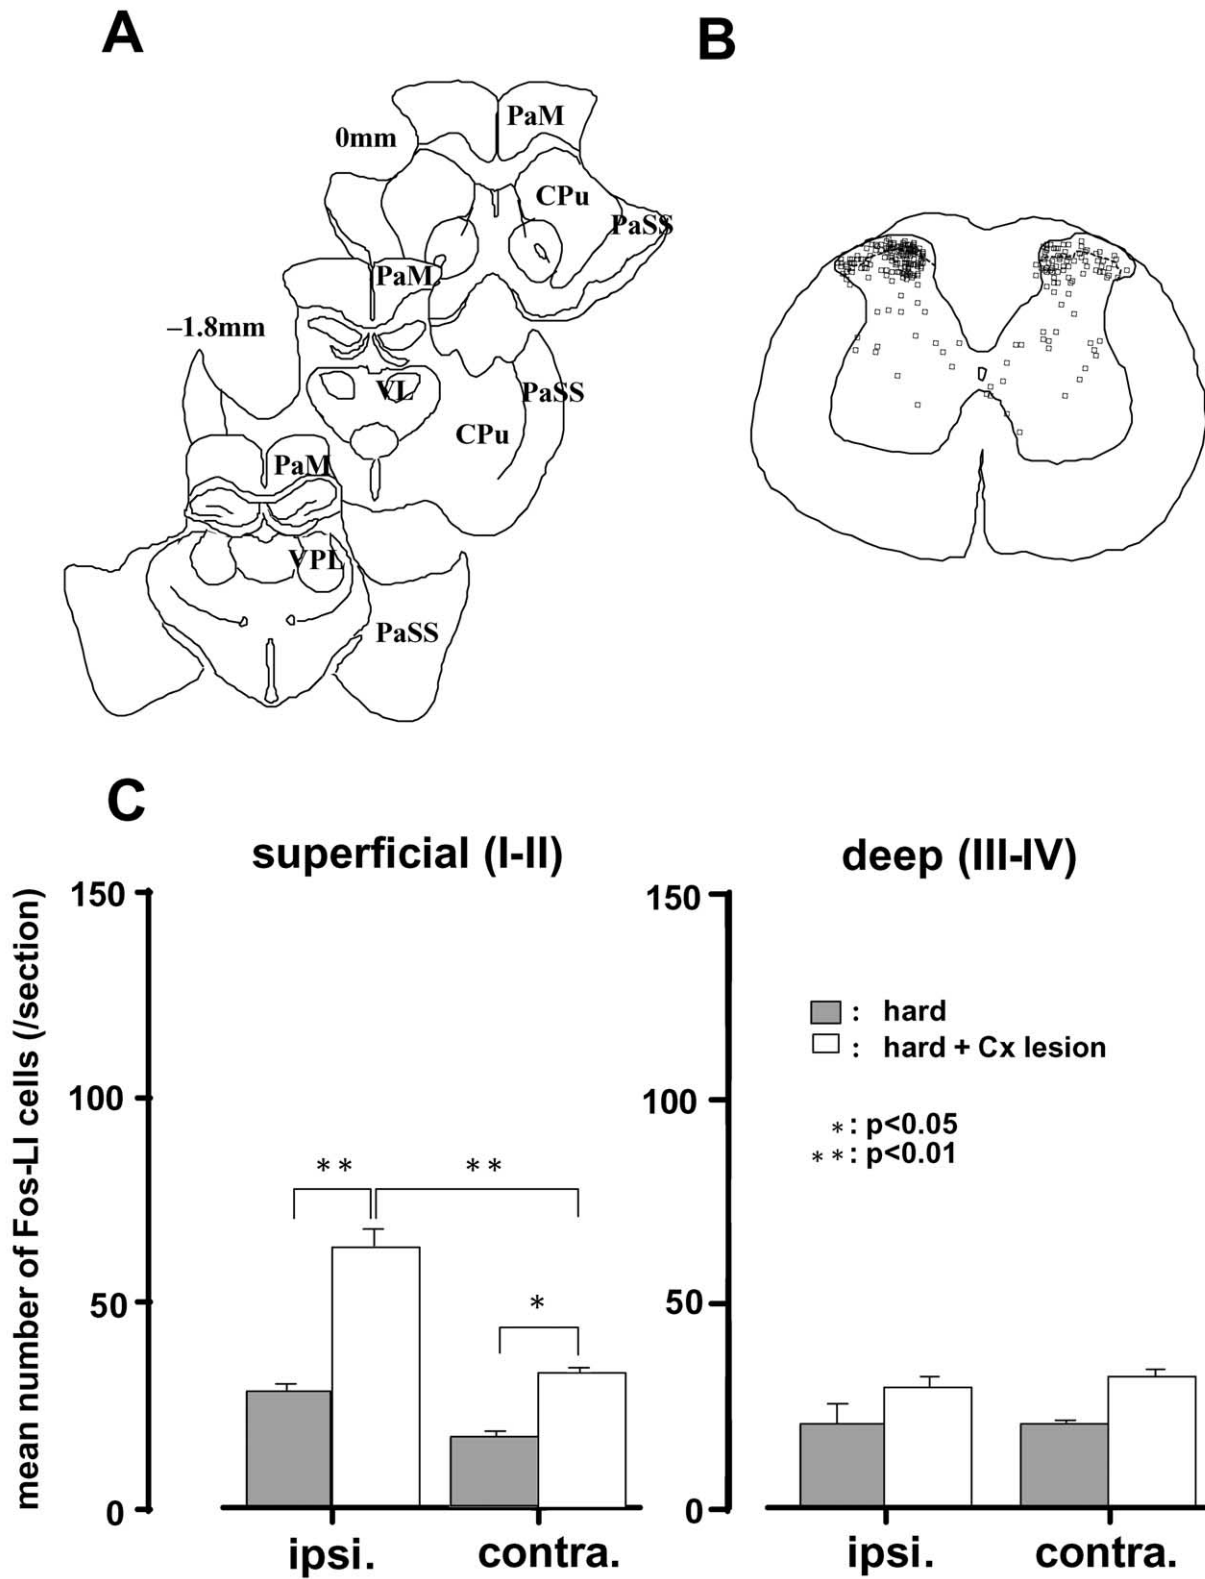 A
B
PaM
0mm
CPu
PaSS
PaM
–1.8mm
VL
PaSS
CPu
PaM
VPL
PaSS
C
superficial (I-II)
deep (III-IV)
mean number of Fos-LI cells (/section)
150
100
50
0
** **
*
ipsi. contra.
150
100
50
0
: hard
: hard + Cx lesion
*: p<0.05
**: p<0.01
ipsi. contra.